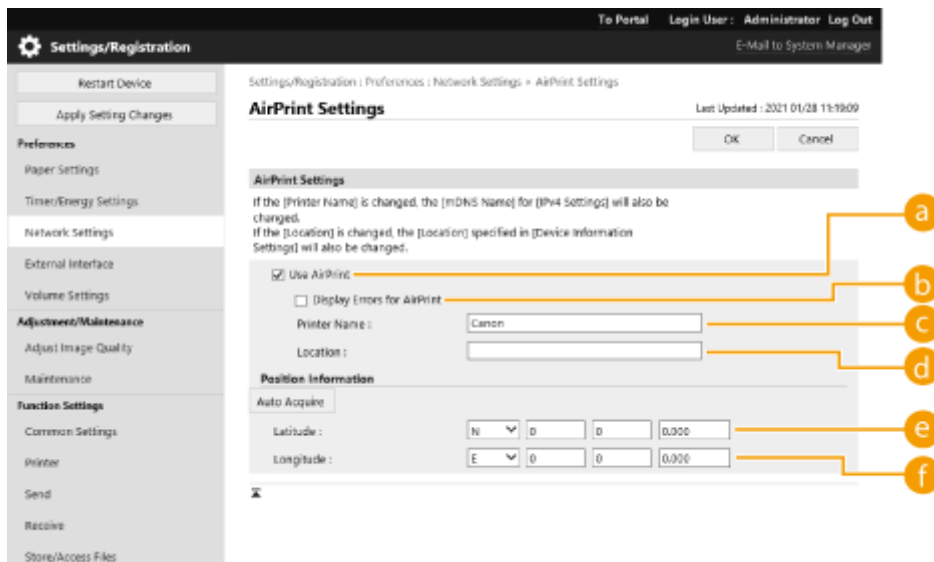 To Portal Login User : Administrator Log Out
Settings/Registration
E-Mail to System Manager
Restart Device
Apply Setting Changes
Preferences
Paper Settings
Timer/Energy Settings
Network Settings
External Interface
Volume Settings
Adjustment/Maintenance
Adjust Image Quality
Maintenance
Function Settings
Common Settings
Printer
Send
Receive
Store/Access Files
Settings/Registration : Preferences : Network Settings > AirPrint Settings
AirPrint Settings
Last Updated : 2021 01/28 11:19:09
OK Cancel
AirPrint Settings
If the [Printer Name] is changed, the [mDNS Name] for [IPv4 Settings] will also be
changed.
If the [Location] is changed, the [Location] specified in [Device Information
Settings] will also be changed.
Use AirPrint
Display Errors for AirPrint
Printer Name : Canon
Location :
Position Information
Auto Acquire
Latitude : N 0 0 0.000
Longitude : E 0 0 0.000
a
b
c
d
e
f